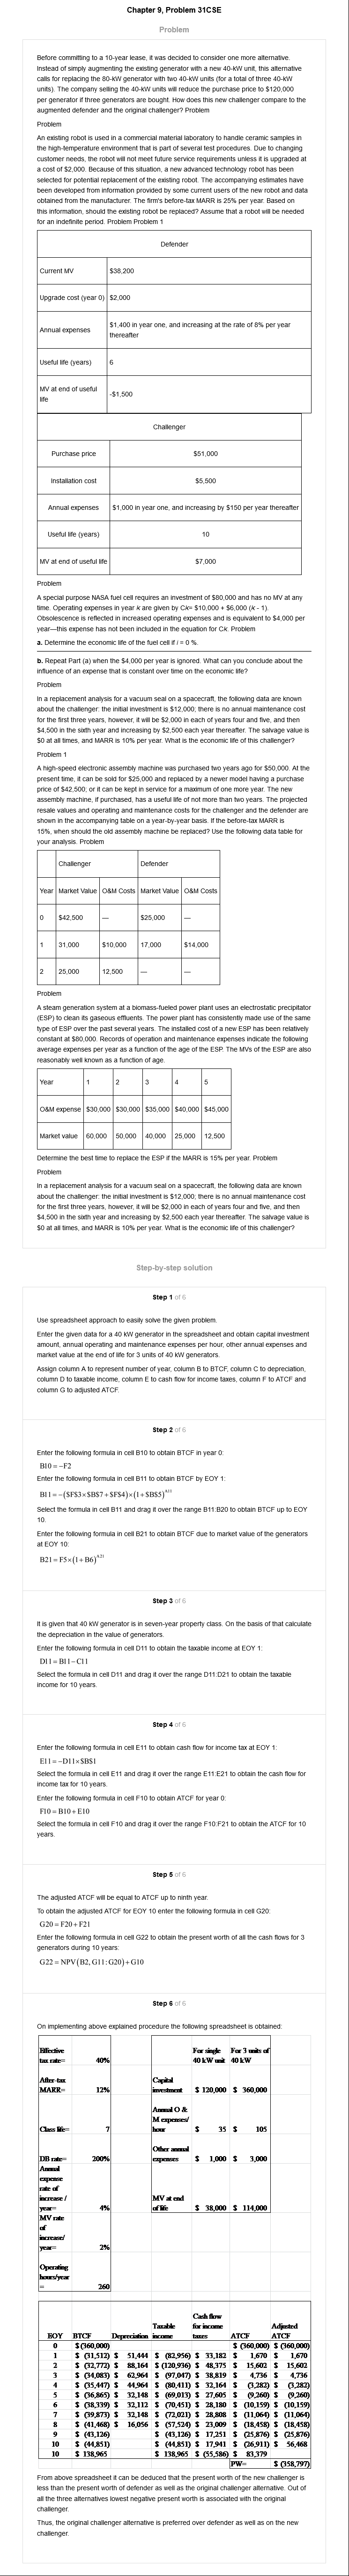 Chapter 9, Problem 31CSE
Problem
Before committing to a 10-year lease, it was decided to consider one more alternative.
Instead of simply augmenting the existing generator with a new 40-kW unit, this alternative
calls for replacing the 80-kW generator with two 40-kW units (for a total of three 40-kW
units). The company selling the 40-kW units will reduce the purchase price to $120,000
per generator if three generators are bought. How does this new challenger compare to the
augmented defender and the original challenger? Problem
Problem
An existing robot is used in a commercial material laboratory to handle ceramic samples in
the high-temperature environment that is part of several test procedures. Due to changing
customer needs, the robot will not meet future service requirements unless it is upgraded at
a cost of $2,000. Because of this situation, a new advanced technology robot has been
selected for potential replacement of the existing robot. The accompanying estimates have
been developed from information provided by some current users of the new robot and data
obtained from the manufacturer. The firm's before-tax MARR is 25% per year. Based on
this information, should the existing robot be replaced? Assume that a robot will be needed
for an indefinite period. Problem Problem 1
Defender
Current MV $38,200
Upgrade cost (year 0) $2,000
Annual expenses $1,400 in year one, and increasing at the rate of 8% per year
thereafter
Useful life (years) 6
MV at end of useful
life -$1,500
Challenger
Purchase price $51,000
Installation cost $5,500
Annual expenses $1,000 in year one, and increasing by $150 per year thereafter
Useful life (years) 10
MV at end of useful life $7,000
Problem
A special purpose NASA fuel cell requires an investment of $80,000 and has no MV at any
time. Operating expenses in year k are given by Ck= $10,000 + $6,000 (k - 1).
Obsolescence is reflected in increased operating expenses and is equivalent to $4,000 per
year—this expense has not been included in the equation for Ck. Problem
a. Determine the economic life of the fuel cell if i = 0 %.
b. Repeat Part (a) when the $4,000 per year is ignored. What can you conclude about the
influence of an expense that is constant over time on the economic life?
Problem
In a replacement analysis for a vacuum seal on a spacecraft, the following data are known
about the challenger: the initial investment is $12,000; there is no annual maintenance cost
for the first three years, however, it will be $2,000 in each of years four and five, and then
$4,500 in the sixth year and increasing by $2,500 each year thereafter. The salvage value is
$0 at all times, and MARR is 10% per year. What is the economic life of this challenger?
Problem 1
A high-speed electronic assembly machine was purchased two years ago for $50,000. At the
present time, it can be sold for $25,000 and replaced by a newer model having a purchase
price of $42,500; or it can be kept in service for a maximum of one more year. The new
assembly machine, if purchased, has a useful life of not more than two years. The projected
resale values and operating and maintenance costs for the challenger and the defender are
shown in the accompanying table on a year-by-year basis. If the before-tax MARR is
15%, when should the old assembly machine be replaced? Use the following data table for
your analysis. Problem
Challenger Defender
Year Market Value O&M Costs Market Value O&M Costs
0 $42,500 — $25,000 —
1 31,000 $10,000 17,000 $14,000
2 25,000 12,500 — —
Problem
A steam generation system at a biomass-fueled power plant uses an electrostatic precipitator
(ESP) to clean its gaseous effluents. The power plant has consistently made use of the same
type of ESP over the past several years. The installed cost of a new ESP has been relatively
constant at $80,000. Records of operation and maintenance expenses indicate the following
average expenses per year as a function of the age of the ESP. The MVs of the ESP are also
reasonably well known as a function of age.
Year 1 2 3 4 5
O&M expense $30,000 $30,000 $35,000 $40,000 $45,000
Market value 60,000 50,000 40,000 25,000 12,500
Determine the best time to replace the ESP if the MARR is 15% per year. Problem
Problem
In a replacement analysis for a vacuum seal on a spacecraft, the following data are known
about the challenger: the initial investment is $12,000; there is no annual maintenance cost
for the first three years, however, it will be $2,000 in each of years four and five, and then
$4,500 in the sixth year and increasing by $2,500 each year thereafter. The salvage value is
$0 at all times, and MARR is 10% per year. What is the economic life of this challenger?
Step-by-step solution
Step 1 of 6
Use spreadsheet approach to easily solve the given problem.
Enter the given data for a 40 kW generator in the spreadsheet and obtain capital investment
amount, annual operating and maintenance expenses per hour, other annual expenses and
market value at the end of life for 3 units of 40 kW generators.
Assign column A to represent number of year, column B to BTCF, column C to depreciation,
column D to taxable income, column E to cash flow for income taxes, column F to ATCF and
column G to adjusted ATCF.
Step 2 of 6
Enter the following formula in cell B10 to obtain BTCF in year 0:
B10 = −F2
Enter the following formula in cell B11 to obtain BTCF by EOY 1:
B11 = −($F$3×$B$7 + $F$4)×(1+$B$5)^A11
Select the formula in cell B11 and drag it over the range B11:B20 to obtain BTCF up to EOY
10.
Enter the following formula in cell B21 to obtain BTCF due to market value of the generators
at EOY 10:
B21 = F5×(1+B6)^A21
Step 3 of 6
It is given that 40 kW generator is in seven-year property class. On the basis of that calculate
the depreciation in the value of generators.
Enter the following formula in cell D11 to obtain the taxable income at EOY 1:
D11 = B11−C11
Select the formula in cell D11 and drag it over the range D11:D21 to obtain the taxable
income for 10 years.
Step 4 of 6
Enter the following formula in cell E11 to obtain cash flow for income tax at EOY 1:
E11 = −D11×$B$1
Select the formula in cell E11 and drag it over the range E11:E21 to obtain the cash flow for
income tax for 10 years.
Enter the following formula in cell F10 to obtain ATCF for year 0:
F10 = B10 + E10
Select the formula in cell F10 and drag it over the range F10:F21 to obtain the ATCF for 10
years.
Step 5 of 6
The adjusted ATCF will be equal to ATCF up to ninth year.
To obtain the adjusted ATCF for EOY 10 enter the following formula in cell G20:
G20 = F20 + F21
Enter the following formula in cell G22 to obtain the present worth of all the cash flows for 3
generators during 10 years:
G22 = NPV(B2, G11:G20) + G10
Step 6 of 6
On implementing above explained procedure the following spreadsheet is obtained:
Effective
tax rate= 40%
For single
40 kW unit
For 3 units of
40 kW
After-tax
MARR= 12%
Capital
investment $ 120,000 $ 360,000
Class life= 7
Annual O &
M expenses/
hour $ 35 $ 105
DB rate= 200%
Other annual
expenses $ 1,000 $ 3,000
Annual
expense
rate of
increase /
year= 4%
MV at end
of life $ 38,000 $ 114,000
MV rate
of
increase/
year= 2%
Operating
hours/year
= 260
EOY BTCF Depreciation Taxable income Cash flow for income taxes ATCF Adjusted ATCF
0 $ (360,000) $ (360,000) $ (360,000)
1 $ (31,512) $ 51,444 $ (82,956) $ 33,182 $ 1,670 $ 1,670
2 $ (32,772) $ 88,164 $ (120,936) $ 48,375 $ 15,602 $ 15,602
3 $ (34,083) $ 62,964 $ (97,047) $ 38,819 $ 4,736 $ 4,736
4 $ (35,447) $ 44,964 $ (80,411) $ 32,164 $ (3,282) $ (3,282)
5 $ (36,865) $ 32,148 $ (69,013) $ 27,605 $ (9,260) $ (9,260)
6 $ (38,339) $ 32,112 $ (70,451) $ 28,180 $ (10,159) $ (10,159)
7 $ (39,873) $ 32,148 $ (72,021) $ 28,808 $ (11,064) $ (11,064)
8 $ (41,468) $ 16,056 $ (57,524) $ 23,009 $ (18,458) $ (18,458)
9 $ (43,126) $ (43,126) $ 17,251 $ (25,876) $ (25,876)
10 $ (44,851) $ (44,851) $ 17,941 $ (26,911) $ 56,468
10 $ 138,965 $ 138,965 $ (55,586) $ 83,379
PW= $ (358,797)
From above spreadsheet it can be deduced that the present worth of the new challenger is
less than the present worth of defender as well as the original challenger alternative. Out of
all the three alternatives lowest negative present worth is associated with the original
challenger.
Thus, the original challenger alternative is preferred over defender as well as on the new
challenger.